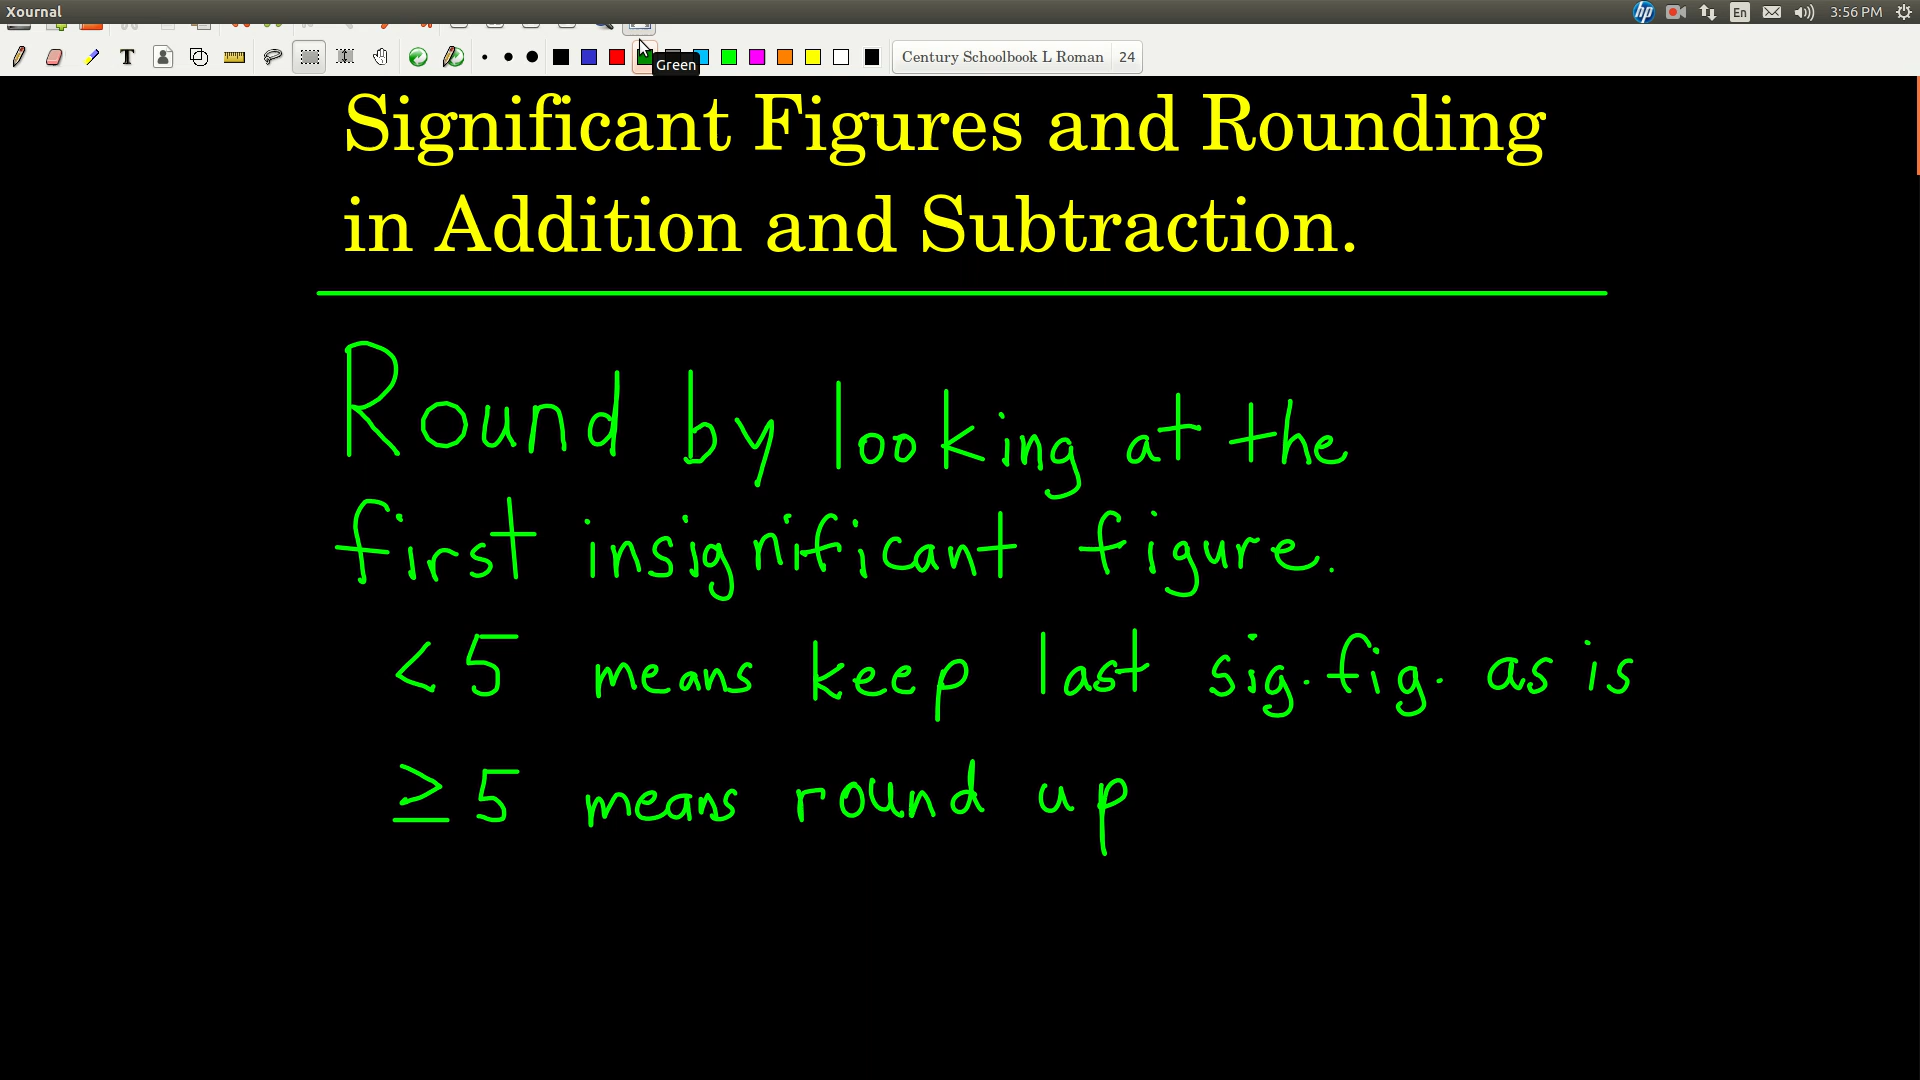 Xournal
En
3:56 PM
T
Century Schoolbook L Roman 24
Green
Significant Figures and Rounding
in Addition and Subtraction.
Round by looking at the
first insignificant figure.
< 5 means keep last sig. fig. as is
≥ 5 means round up